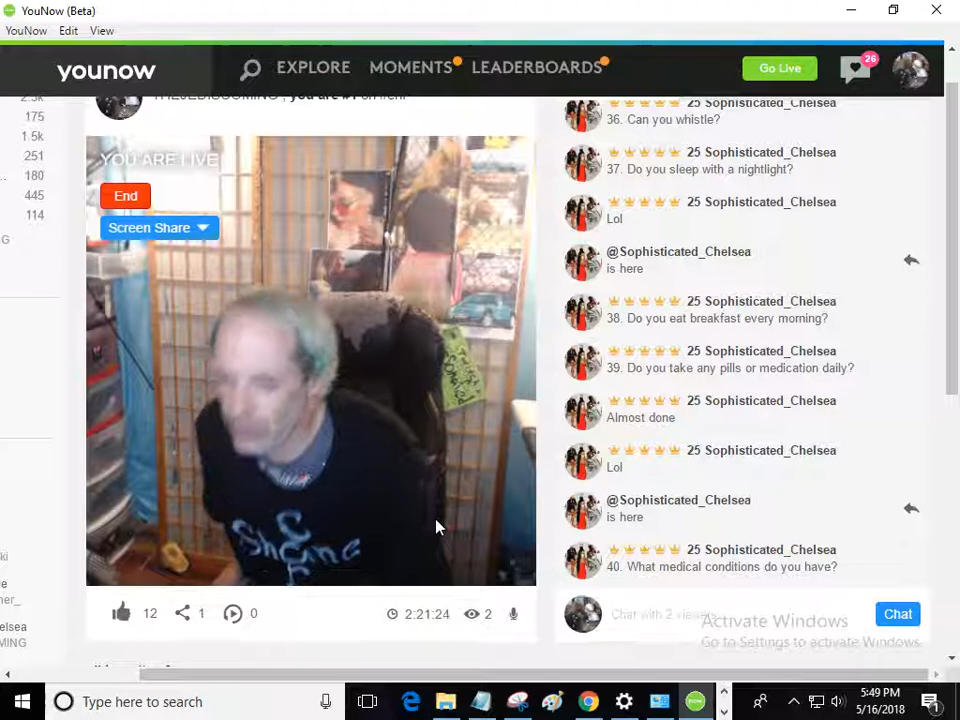 YouNow (Beta)
YouNow Edit View
younow EXPLORE MOMENTS LEADERBOARDS Go Live 26
175
1.5k
251
180
445
114
YOU ARE LIVE
End
Screen Share
25 Sophisticated_Chelsea
36. Can you whistle?
25 Sophisticated_Chelsea
37. Do you sleep with a nightlight?
25 Sophisticated_Chelsea
Lol
@Sophisticated_Chelsea
is here
25 Sophisticated_Chelsea
38. Do you eat breakfast every morning?
25 Sophisticated_Chelsea
39. Do you take any pills or medication daily?
25 Sophisticated_Chelsea
Almost done
25 Sophisticated_Chelsea
Lol
@Sophisticated_Chelsea
is here
25 Sophisticated_Chelsea
40. What medical conditions do you have?
12 1 0 2:21:24 2
Chat with 2 viewers Chat
Activate Windows
Go to Settings to activate Windows.
Type here to search
5:49 PM
5/16/2018
1